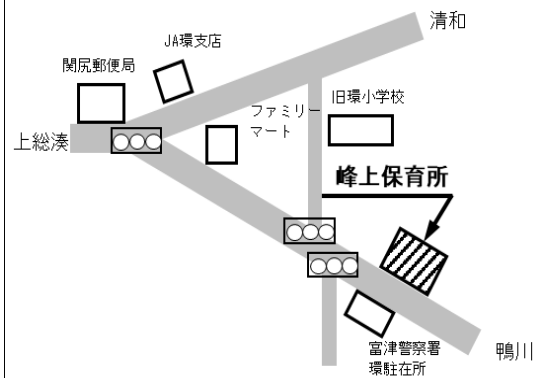 清和
JA環支店
関尻郵便局
ファミリー
マート
旧環小学校
上総湊
峰上保育所
富津警察署
環駐在所
鴨川